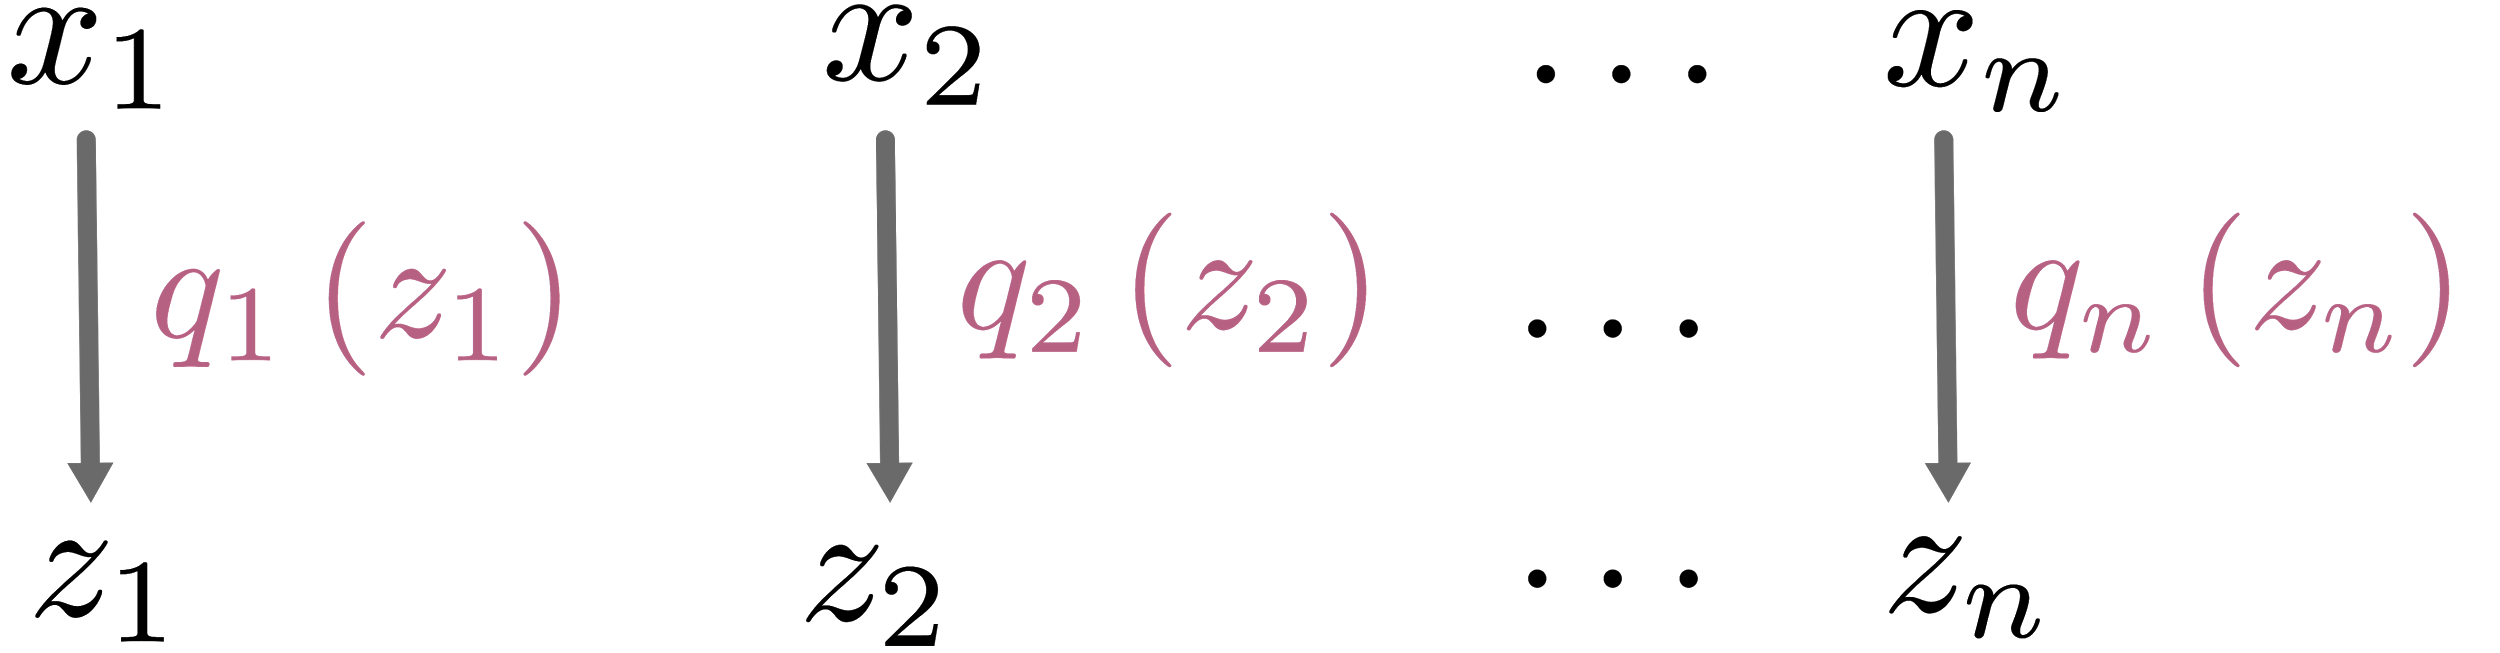 x₁ x₂ ... xₙ
q₁(z₁) q₂(z₂) ... qₙ(zₙ)
z₁ z₂ ... zₙ